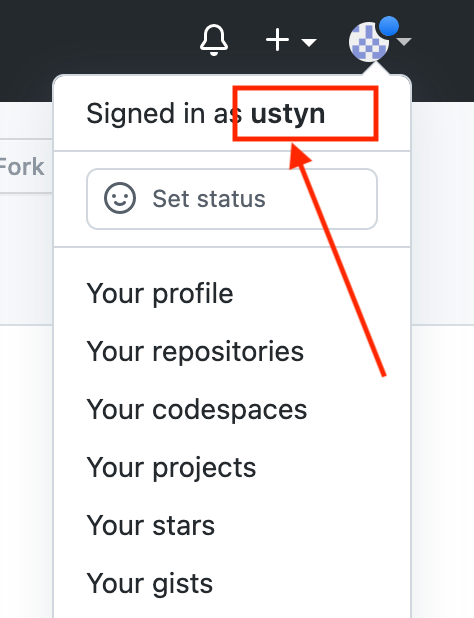 Signed in as ustyn
Fork
Set status
Your profile
Your repositories
Your codespaces
Your projects
Your stars
Your gists